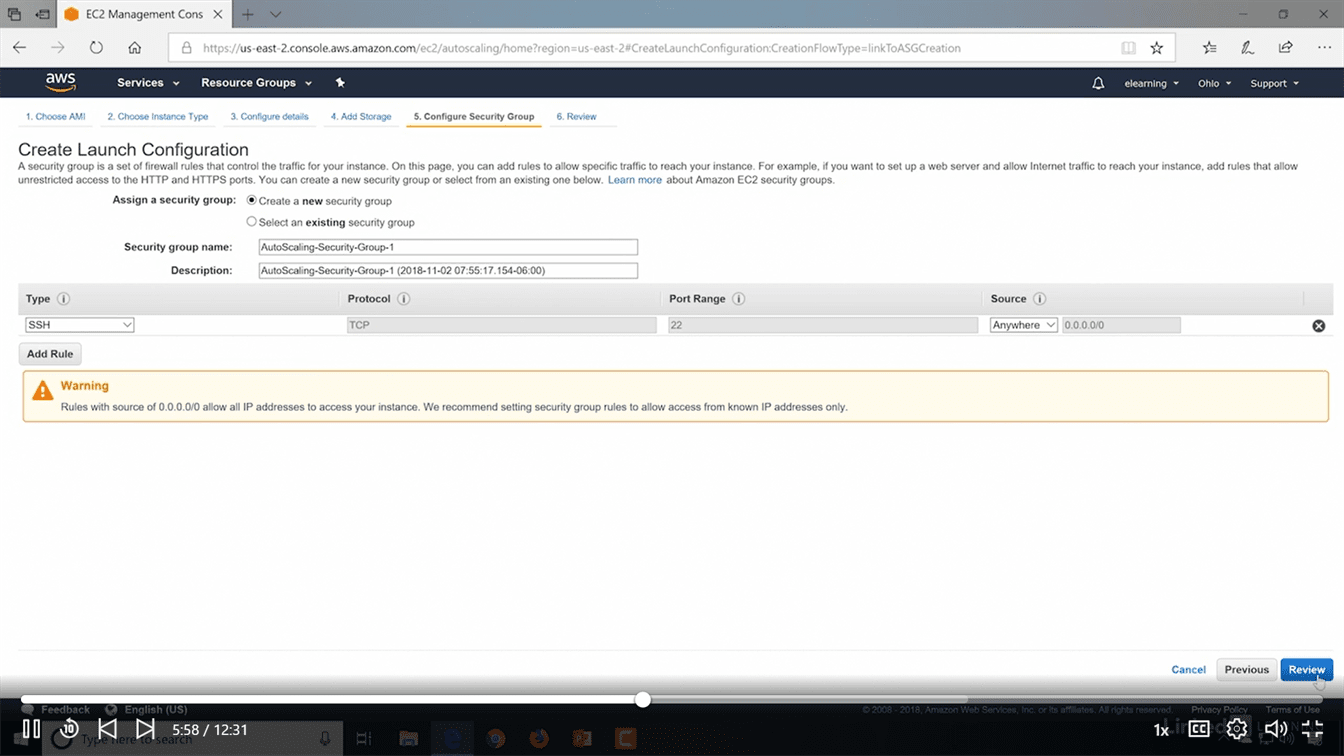 EC2 Management Cons
https://us-east-2.console.aws.amazon.com/ec2/autoscaling/home?region=us-east-2#CreateLaunchConfiguration:CreationFlowType=linkToASGCreation
aws Services Resource Groups elearning Ohio Support
1. Choose AMI 2. Choose Instance Type 3. Configure details 4. Add Storage 5. Configure Security Group 6. Review
Create Launch Configuration
A security group is a set of firewall rules that control the traffic for your instance. On this page, you can add rules to allow specific traffic to reach your instance. For example, if you want to set up a web server and allow Internet traffic to reach your instance, add rules that allow
unrestricted access to the HTTP and HTTPS ports. You can create a new security group or select from an existing one below. Learn more about Amazon EC2 security groups.
Assign a security group: Create a new security group
Select an existing security group
Security group name: AutoScaling-Security-Group-1
Description: AutoScaling-Security-Group-1 (2018-11-02 07:55:17.154-06:00)
Type i Protocol i Port Range i Source i
SSH TCP 22 Anywhere 0.0.0.0/0
Add Rule
Warning
Rules with source of 0.0.0.0/0 allow all IP addresses to access your instance. We recommend setting security group rules to allow access from known IP addresses only.
Cancel Previous Review
Feedback English (US) © 2008 - 2018, Amazon Web Services, Inc. or its affiliates. All rights reserved. Privacy Policy Terms of Use
10 5:58 / 12:31 1x CC
Type here to search